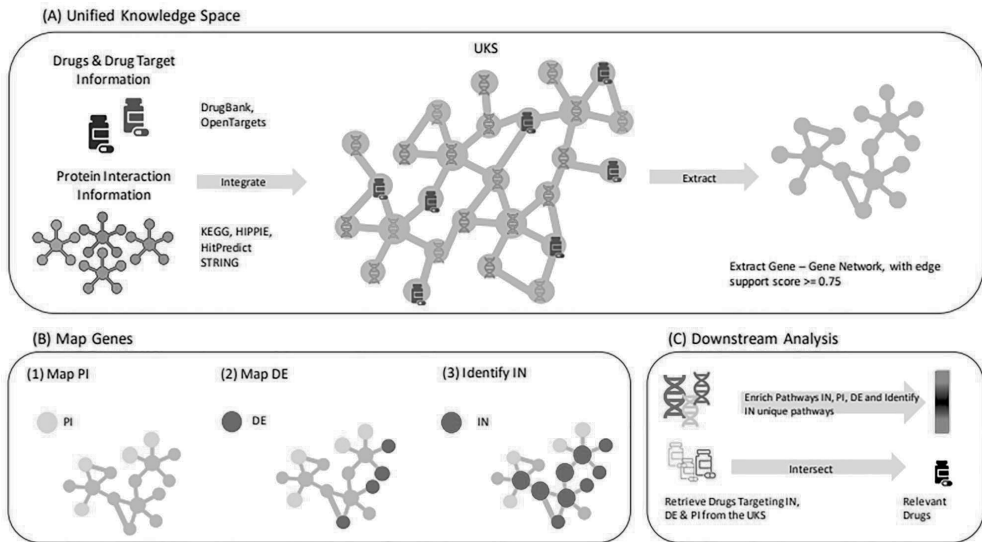 (A) Unified Knowledge Space
Drugs & Drug Target
Information
DrugBank,
OpenTargets
Protein Interaction
Information
Integrate
KEGG, HIPPIE,
HitPredict
STRING
UKS
Extract
Extract Gene – Gene Network, with edge
support score >= 0.75
(B) Map Genes
(1) Map PI
PI
(2) Map DE
DE
(3) Identify IN
IN
(C) Downstream Analysis
Enrich Pathways IN, PI, DE and Identify
IN unique pathways
Intersect
Retrieve Drugs Targeting IN,
DE & PI from the UKS
Relevant
Drugs